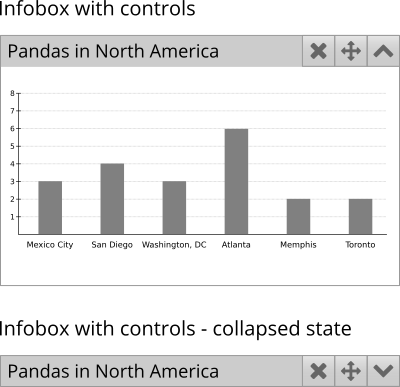 Infobox with controls
Pandas in North America
8
7
6
5
4
3
2
1
Mexico City San Diego Washington, DC Atlanta Memphis Toronto
Infobox with controls - collapsed state
Pandas in North America